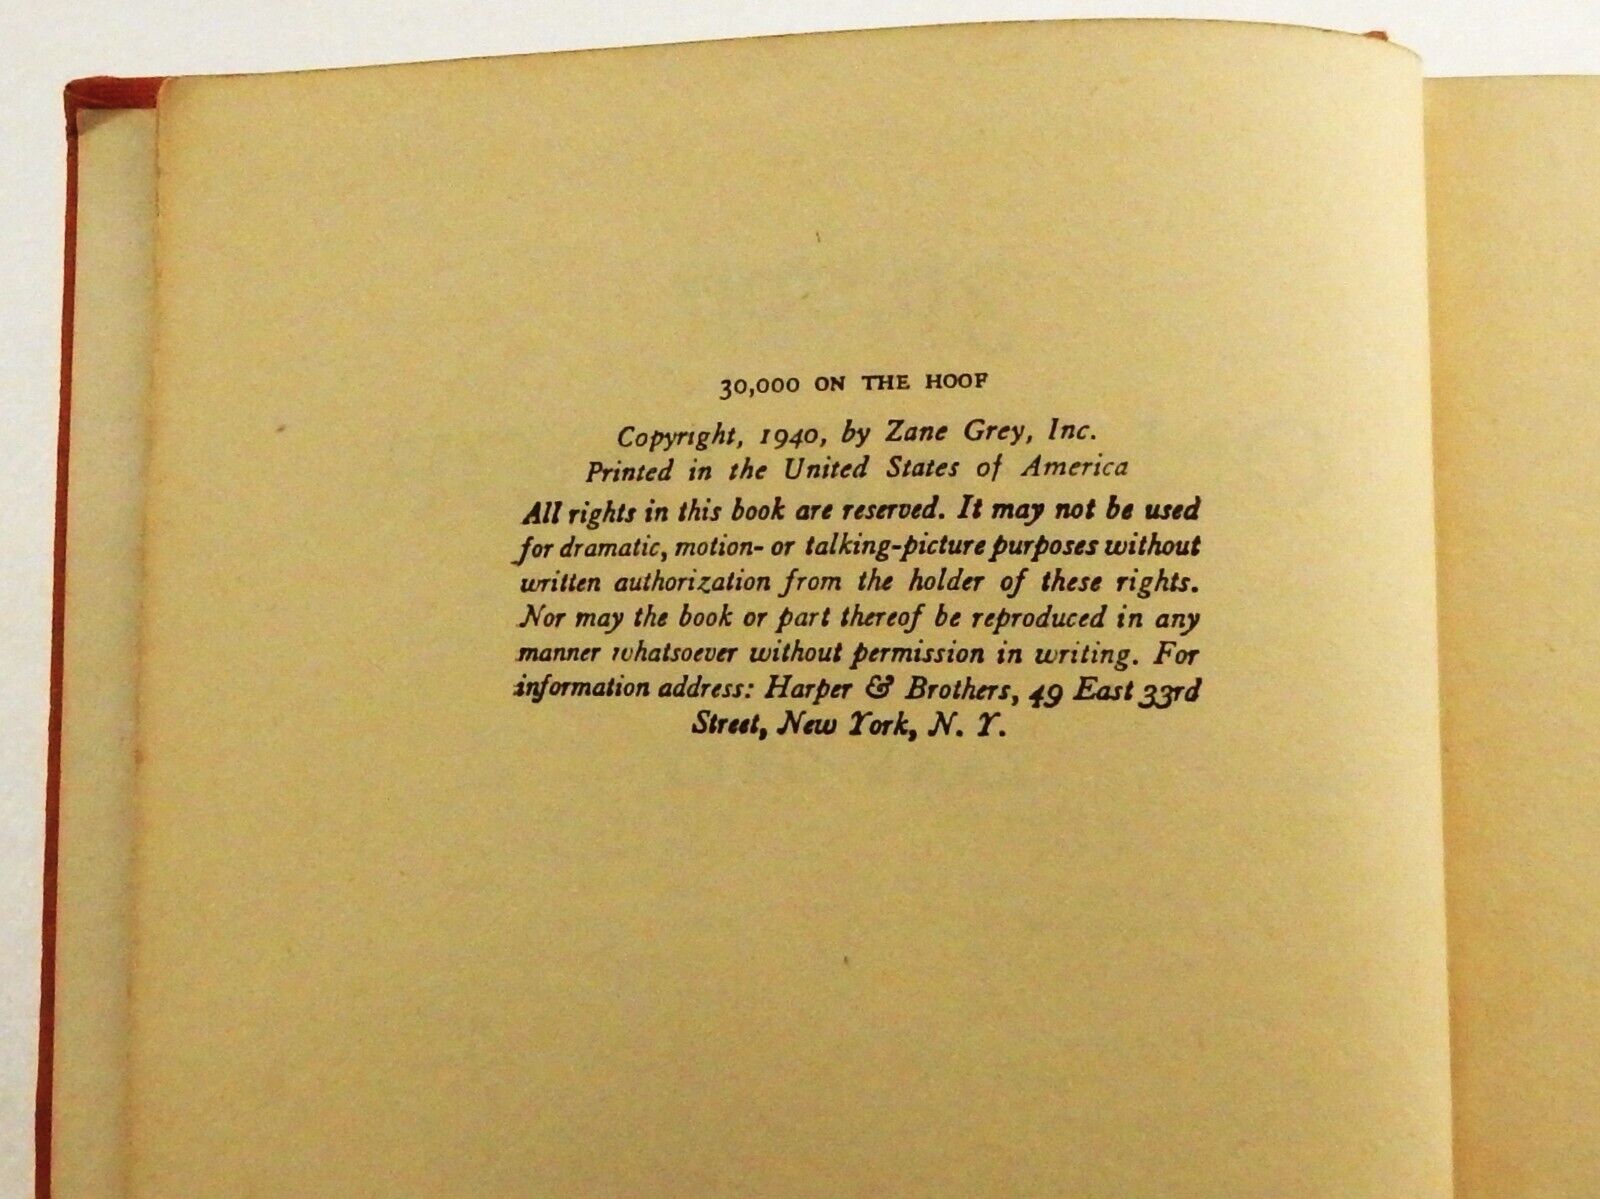 30,000 ON THE HOOF
Copyright, 1940, by Zane Grey, Inc.
Printed in the United States of America
All rights in this book are reserved. It may not be used
for dramatic, motion- or talking-picture purposes without
written authorization from the holder of these rights.
Nor may the book or part thereof be reproduced in any
manner whatsoever without permission in writing. For
information address: Harper & Brothers, 49 East 33rd
Street, New York, N. Y.